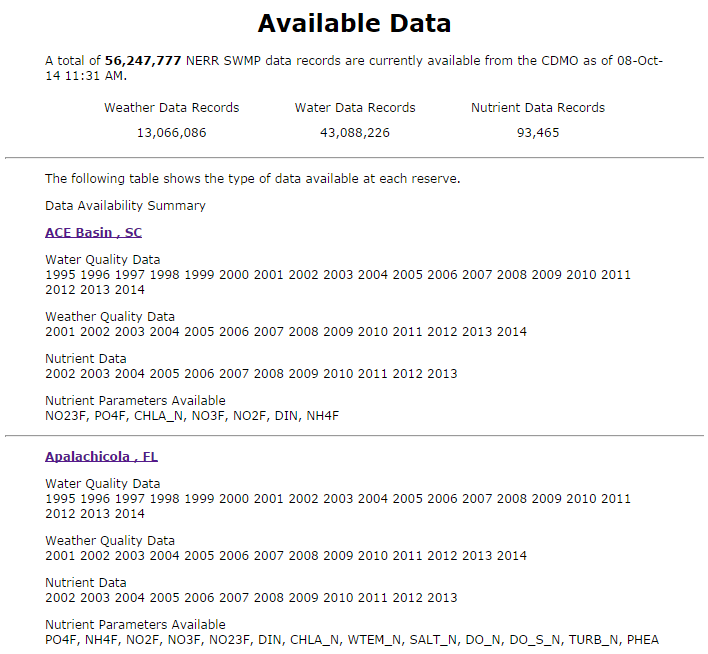 Available Data
A total of 56,247,777 NERR SWMP data records are currently available from the CDMO as of 08-Oct-
14 11:31 AM.
Weather Data Records Water Data Records Nutrient Data Records
13,066,086 43,088,226 93,465
The following table shows the type of data available at each reserve.
Data Availability Summary
ACE Basin , SC
Water Quality Data
1995 1996 1997 1998 1999 2000 2001 2002 2003 2004 2005 2006 2007 2008 2009 2010 2011
2012 2013 2014
Weather Quality Data
2001 2002 2003 2004 2005 2006 2007 2008 2009 2010 2011 2012 2013 2014
Nutrient Data
2002 2003 2004 2005 2006 2007 2008 2009 2010 2011 2012 2013
Nutrient Parameters Available
NO23F, PO4F, CHLA_N, NO3F, NO2F, DIN, NH4F
Apalachicola , FL
Water Quality Data
1995 1996 1997 1998 1999 2000 2001 2002 2003 2004 2005 2006 2007 2008 2009 2010 2011
2012 2013 2014
Weather Quality Data
2001 2002 2003 2004 2005 2006 2007 2008 2009 2010 2011 2012 2013 2014
Nutrient Data
2002 2003 2004 2005 2006 2007 2008 2009 2010 2011 2012 2013
Nutrient Parameters Available
PO4F, NH4F, NO2F, NO3F, NO23F, DIN, CHLA_N, WTEM_N, SALT_N, DO_N, DO_S_N, TURB_N, PHEA